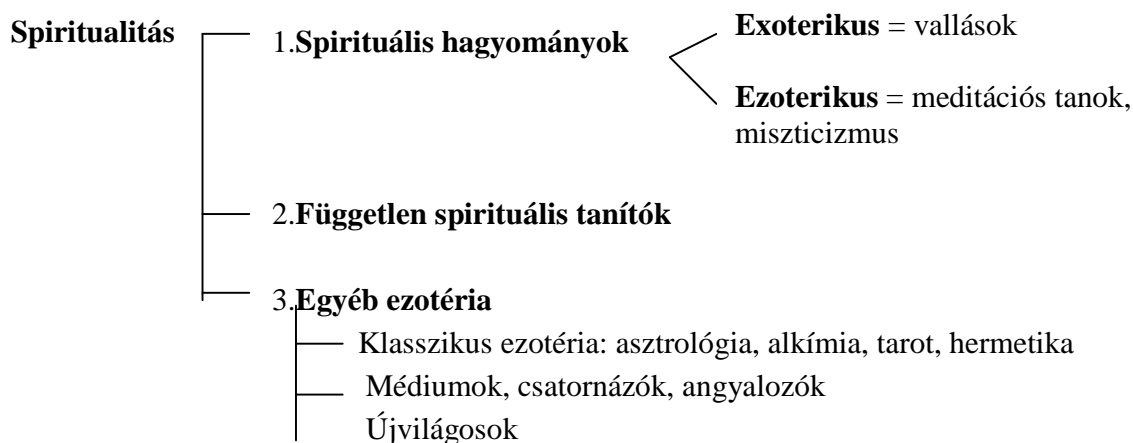 Spiritualitás
1.Spirituális hagyományok
Exoterikus = vallások
Ezoterikus = meditációs tanok,
miszticizmus
2.Független spirituális tanítók
3.Egyéb ezotéria
Klasszikus ezotéria: asztrológia, alkímia, tarot, hermetika
Médiumok, csatornázók, angyalozók
Újvilágosok